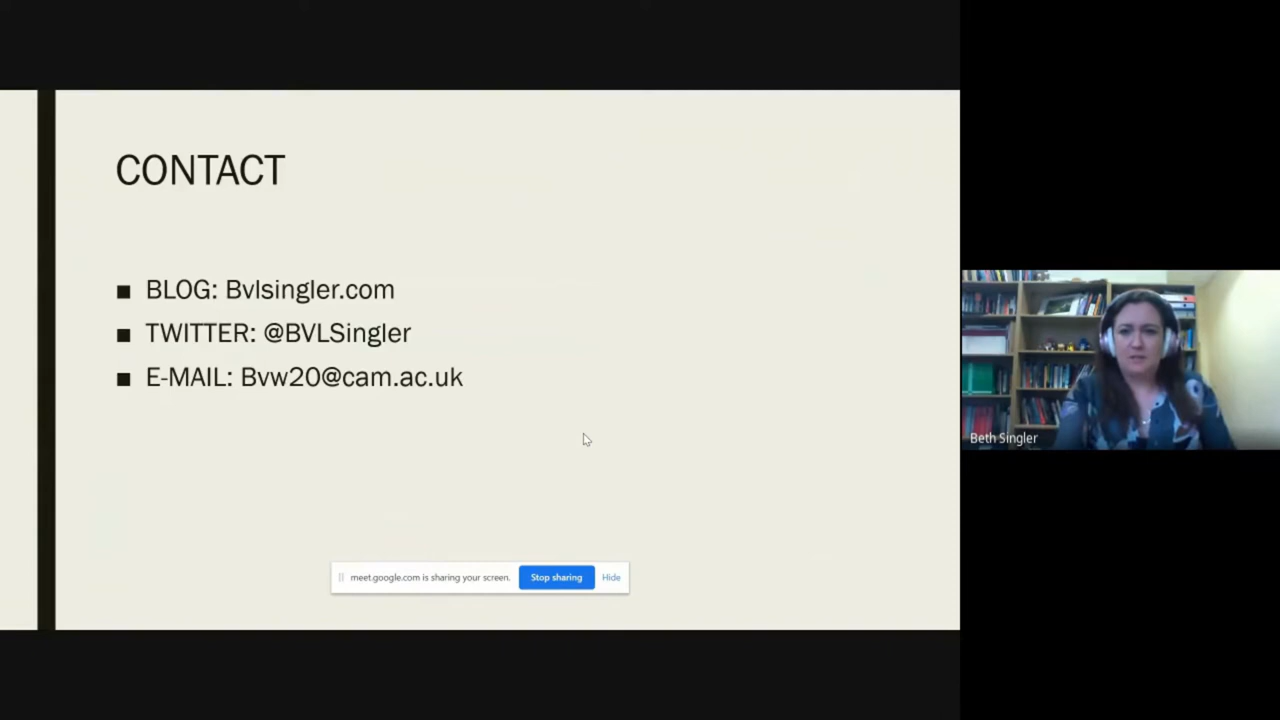 CONTACT
■ BLOG: Bvlsingler.com
■ TWITTER: @BVLSingler
■ E-MAIL: Bvw20@cam.ac.uk
Beth Singler
meet.google.com is sharing your screen. Stop sharing Hide